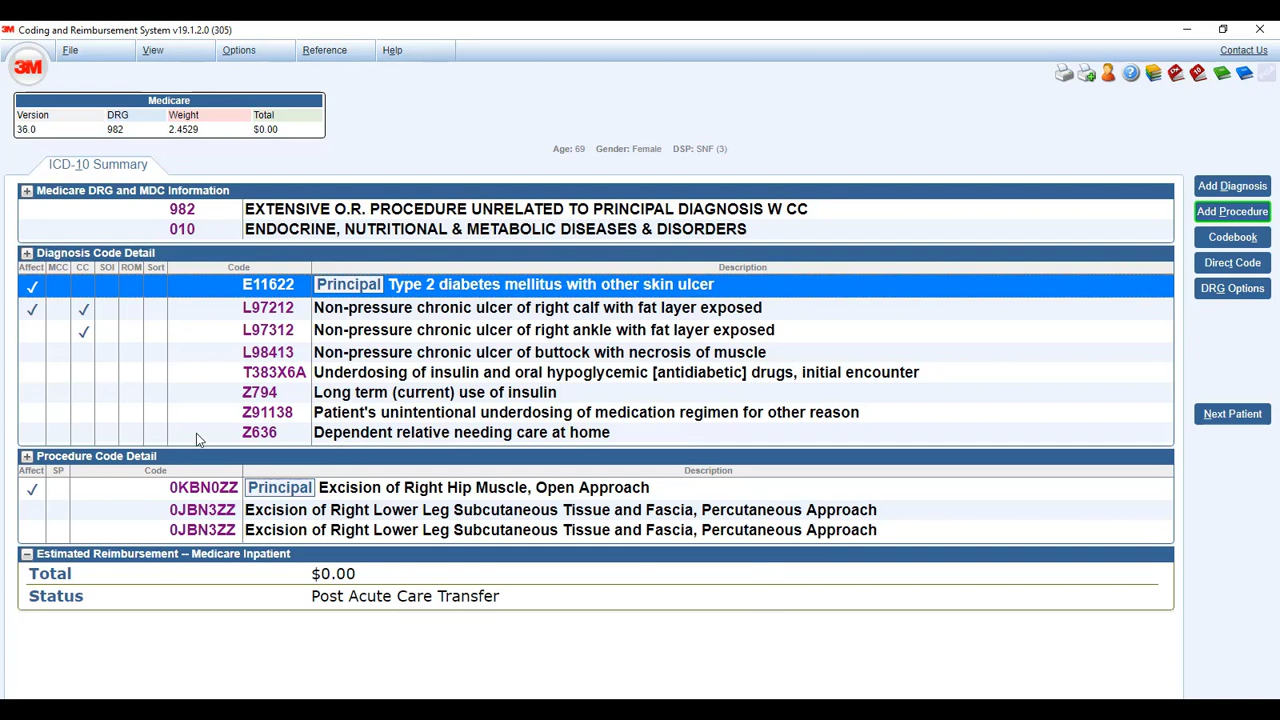 3M Coding and Reimbursement System v19.1.2.0 (305)
File View Options Reference Help Contact Us
3M
Medicare
Version DRG Weight Total
36.0 982 2.4529 $0.00
Age: 69 Gender: Female DSP: SNF (3)
ICD-10 Summary
Medicare DRG and MDC Information
982 EXTENSIVE O.R. PROCEDURE UNRELATED TO PRINCIPAL DIAGNOSIS W CC
010 ENDOCRINE, NUTRITIONAL & METABOLIC DISEASES & DISORDERS
Diagnosis Code Detail
Affect MCC CC SOI ROM Sort Code Description
E11622 Principal Type 2 diabetes mellitus with other skin ulcer
L97212 Non-pressure chronic ulcer of right calf with fat layer exposed
L97312 Non-pressure chronic ulcer of right ankle with fat layer exposed
L98413 Non-pressure chronic ulcer of buttock with necrosis of muscle
T383X6A Underdosing of insulin and oral hypoglycemic [antidiabetic] drugs, initial encounter
Z794 Long term (current) use of insulin
Z91138 Patient's unintentional underdosing of medication regimen for other reason
Z636 Dependent relative needing care at home
Procedure Code Detail
Affect SP Code Description
0KBN0ZZ Principal Excision of Right Hip Muscle, Open Approach
0JBN3ZZ Excision of Right Lower Leg Subcutaneous Tissue and Fascia, Percutaneous Approach
0JBN3ZZ Excision of Right Lower Leg Subcutaneous Tissue and Fascia, Percutaneous Approach
Estimated Reimbursement -- Medicare Inpatient
Total $0.00
Status Post Acute Care Transfer
Add Diagnosis
Add Procedure
Codebook
Direct Code
DRG Options
Next Patient